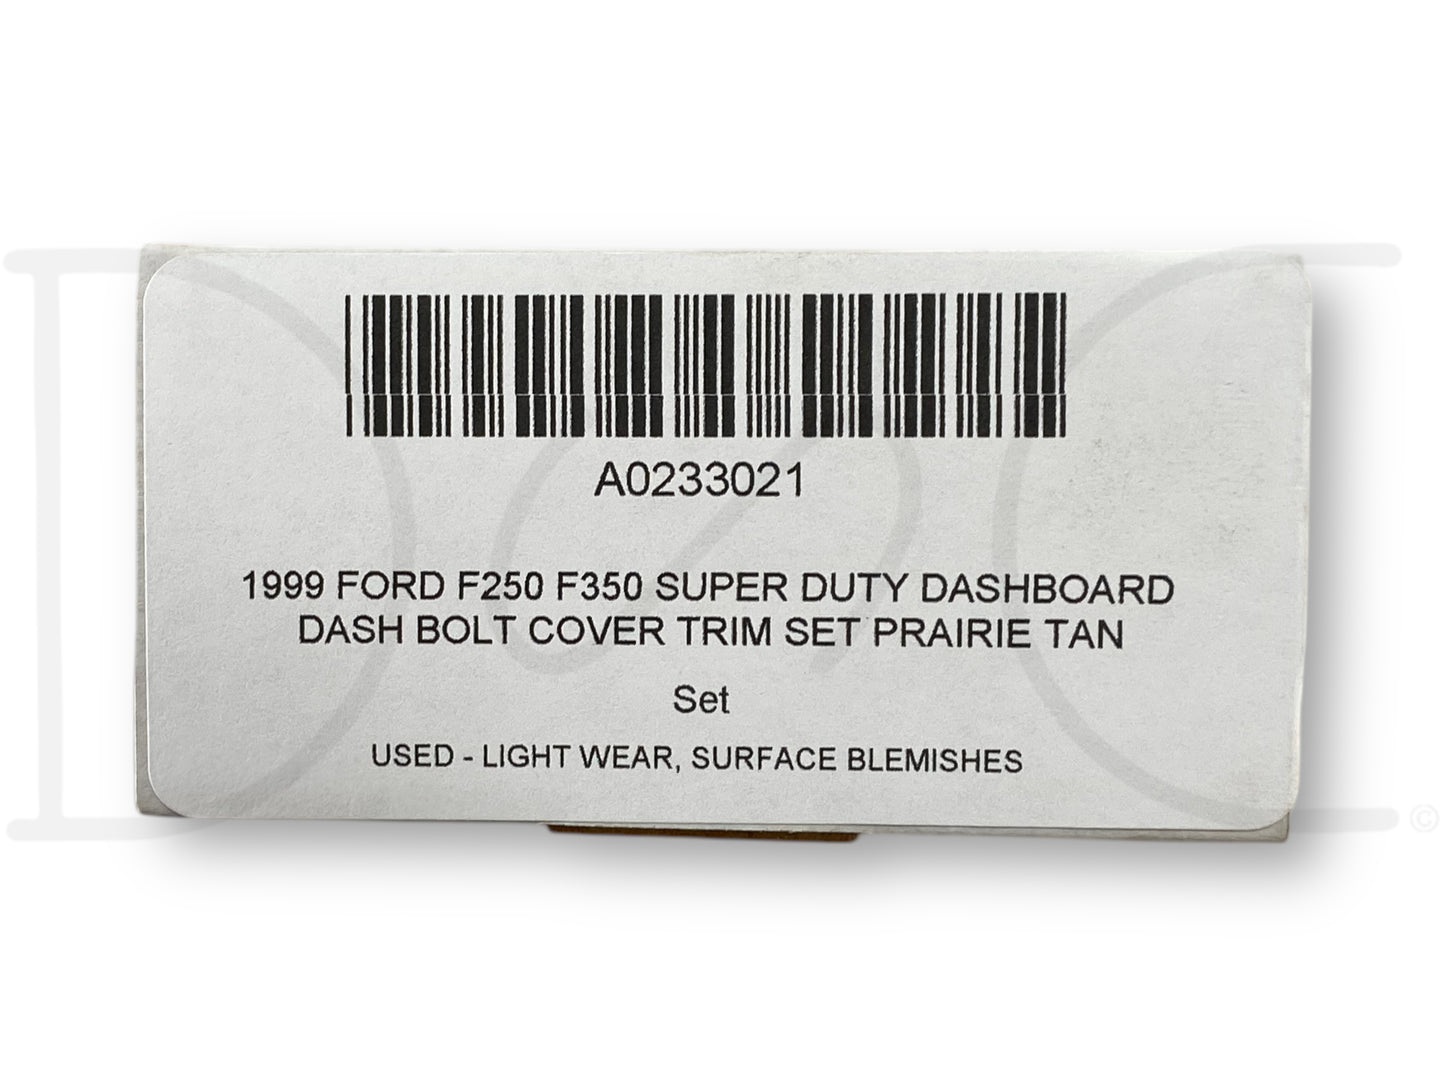 A0233021
1999 FORD F250 F350 SUPER DUTY DASHBOARD
DASH BOLT COVER TRIM SET PRAIRIE TAN
Set
USED - LIGHT WEAR, SURFACE BLEMISHES
©